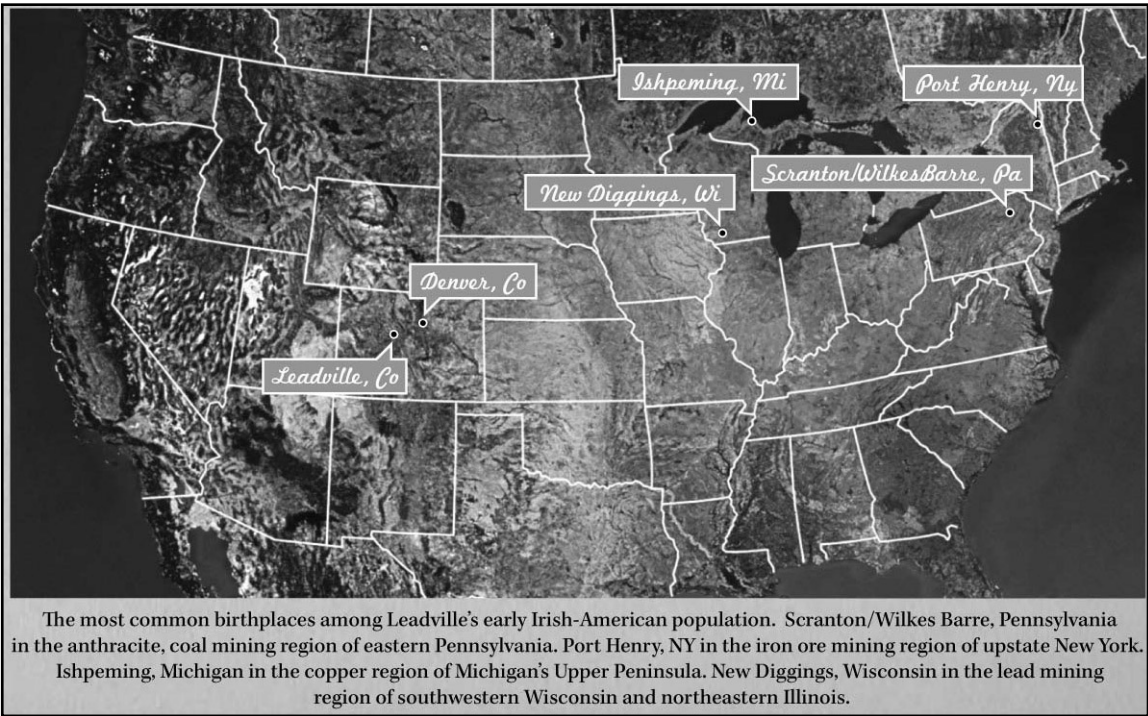 Ishpeming, Mi
Port Henry, Ny
Scranton/WilkesBarre, Pa
New Diggings, Wi
Denver, Co
Leadville, Co
The most common birthplaces among Leadville's early Irish-American population. Scranton/Wilkes Barre, Pennsylvania
in the anthracite, coal mining region of eastern Pennsylvania. Port Henry, NY in the iron ore mining region of upstate New York.
Ishpeming, Michigan in the copper region of Michigan's Upper Peninsula. New Diggings, Wisconsin in the lead mining
region of southwestern Wisconsin and northeastern Illinois.